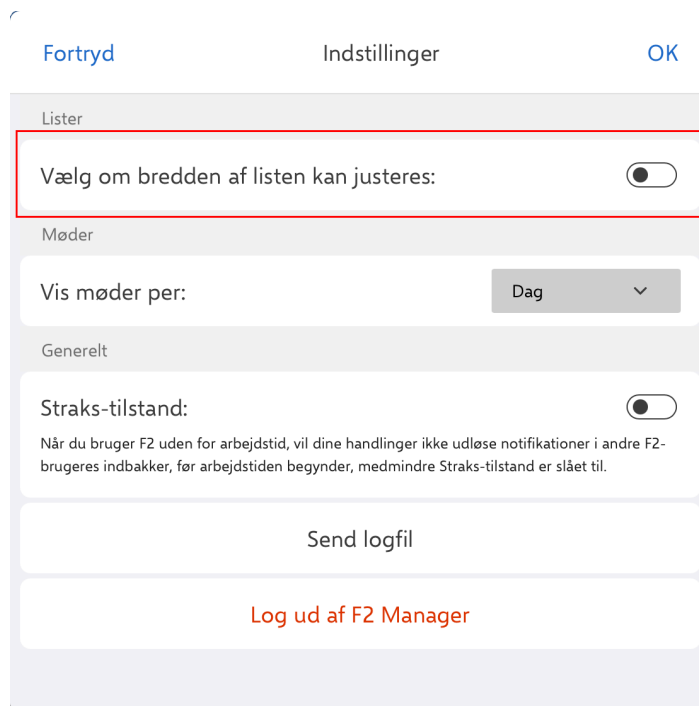 Fortryd Indstillinger OK
Lister
Vælg om bredden af listen kan justeres:
Møder
Vis møder per: Dag
Generelt
Straks-tilstand:
Når du bruger F2 uden for arbejdstid, vil dine handlinger ikke udløse notifikationer i andre F2-
brugeres indbakker, før arbejdstiden begynder, medmindre Straks-tilstand er slået til.
Send logfil
Log ud af F2 Manager